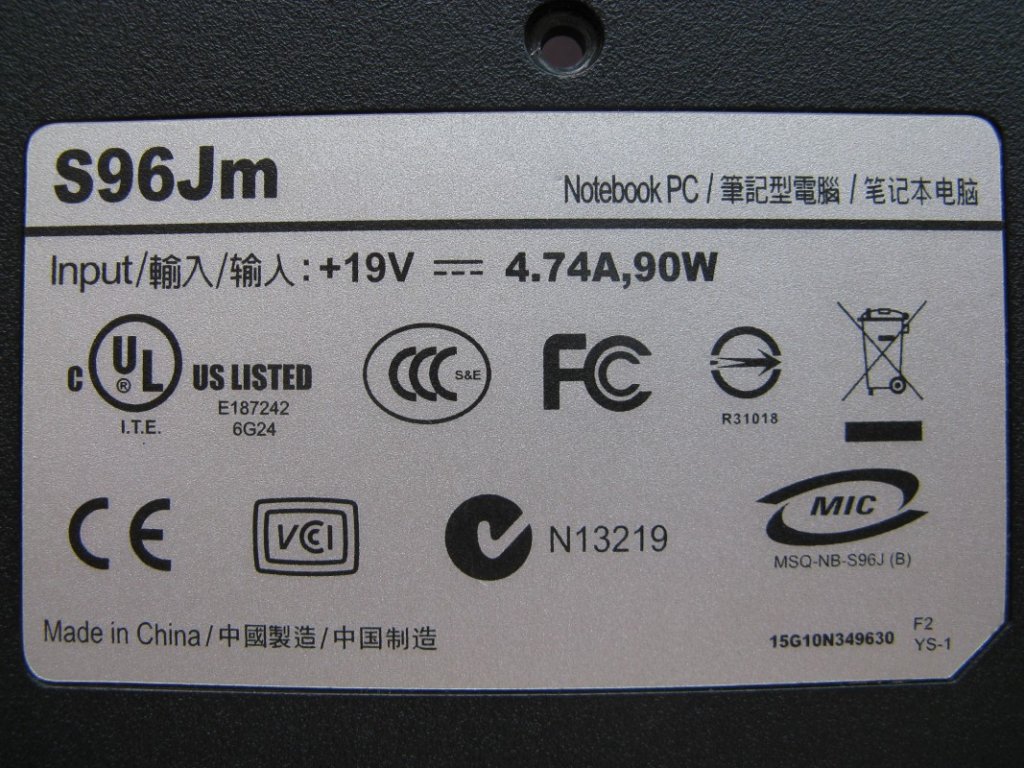 S96Jm
Notebook PC / 筆記型電腦 / 笔记本电脑
Input/輸入/输入: +19V ⎓ 4.74A,90W
C UL ® US LISTED
I.T.E.
E187242
6G24
CCC S&E
FC
R31018
CE
VCCI
N13219
MIC
MSQ-NB-S96J (B)
Made in China / 中國製造 / 中国制造
15G10N349630
F2
YS-1